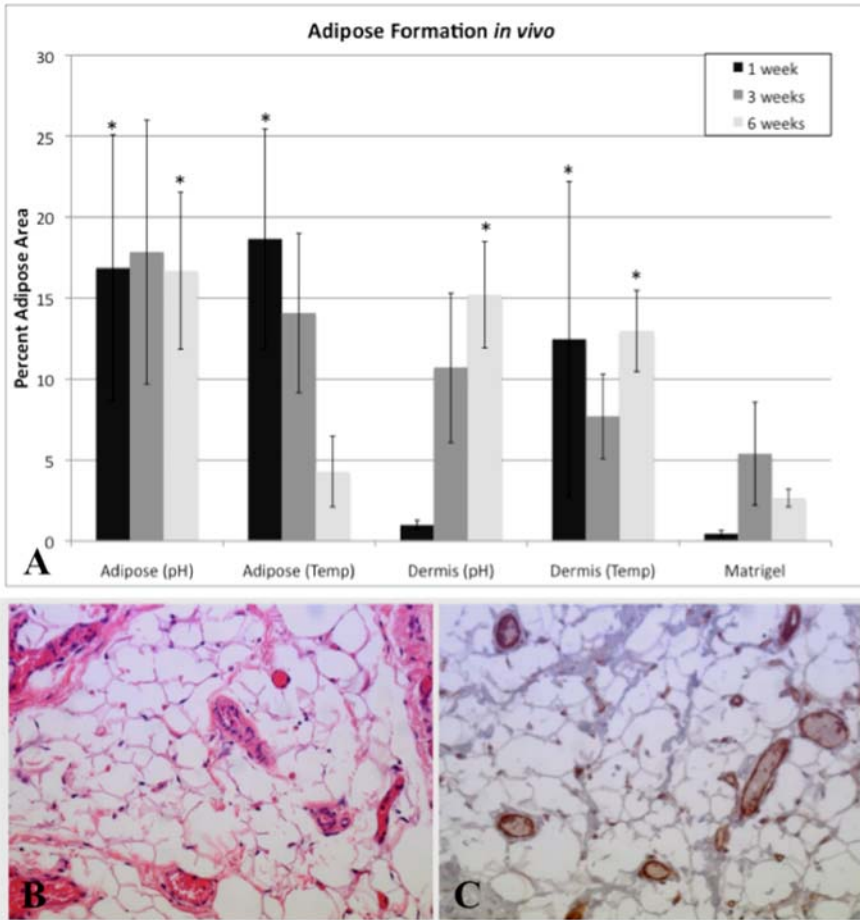 Adipose Formation in vivo
30
25
20
15
10
5
0
Percent Adipose Area
1 week
3 weeks
6 weeks
* * * * * *
Adipose (pH) Adipose (Temp) Dermis (pH) Dermis (Temp) Matrigel
A
B
C